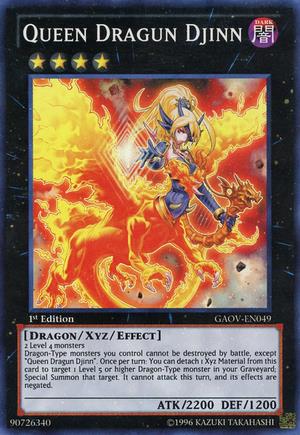 QUEEN DRAGUN DJINN
DARK
闇
1st Edition
GAOV-EN049
[DRAGON/XYZ/EFFECT]
2 Level 4 monsters
Dragon-Type monsters you control cannot be destroyed by battle, except
"Queen Dragun Djinn". Once per turn: You can detach 1 Xyz Material from this
card to target 1 Level 5 or higher Dragon-Type monster in your Graveyard;
Special Summon that target. It cannot attack this turn, and its effects are
negated.
ATK/2200 DEF/1200
90726340
©1996 KAZUKI TAKAHASHI